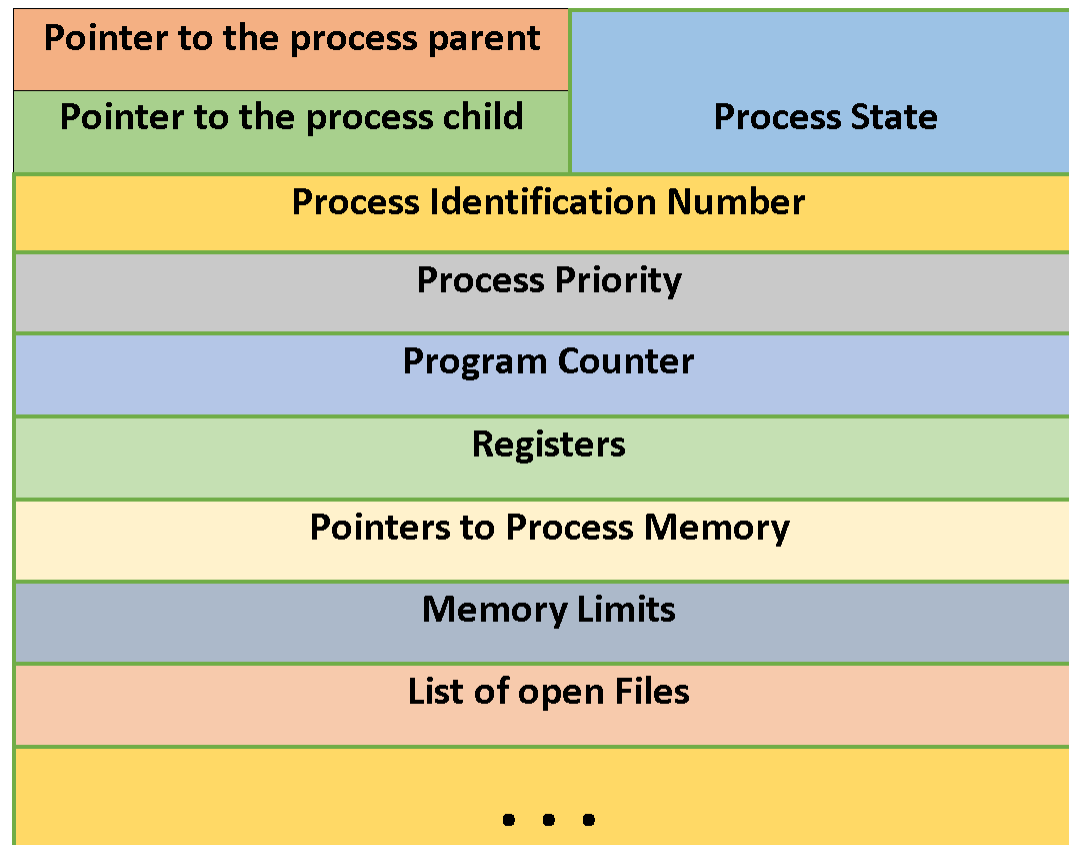 Pointer to the process parent
Pointer to the process child
Process State
Process Identification Number
Process Priority
Program Counter
Registers
Pointers to Process Memory
Memory Limits
List of open Files
. . .